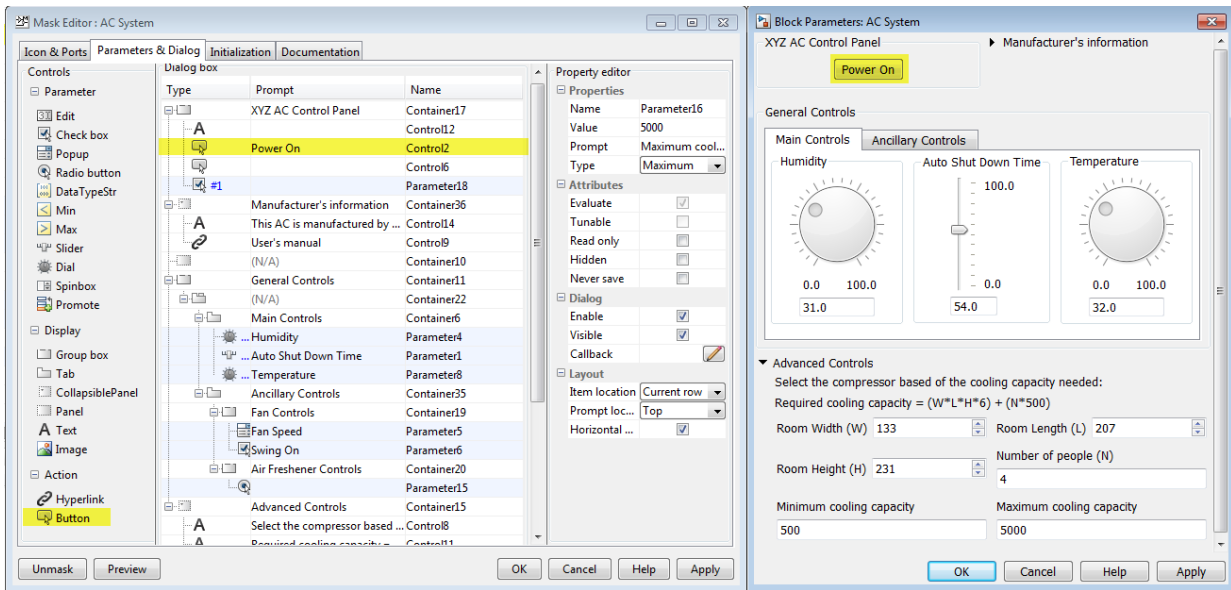 Mask Editor : AC System
Icon & Ports Parameters & Dialog Initialization Documentation
Controls
Parameter
Edit
Check box
Popup
Radio button
DataTypeStr
Min
Max
Slider
Dial
Spinbox
Promote
Display
Group box
Tab
CollapsiblePanel
Panel
A Text
Image
Action
Hyperlink
Button
Dialog box
Type Prompt Name
XYZ AC Control Panel Container17
A Control12
Power On Control2
Control6
#1 Parameter18
Manufacturer's information Container36
A This AC is manufactured by ... Control14
User's manual Control9
(N/A) Container10
General Controls Container11
(N/A) Container22
Main Controls Container6
... Humidity Parameter4
... Auto Shut Down Time Parameter1
... Temperature Parameter8
Ancillary Controls Container35
Fan Controls Container19
Fan Speed Parameter5
Swing On Parameter6
Air Freshener Controls Container20
Parameter15
Advanced Controls Container15
A Select the compressor based ... Control8
A Required cooling capacity = Control11
Property editor
Properties
Name Parameter16
Value 5000
Prompt Maximum cool...
Type Maximum
Attributes
Evaluate
Tunable
Read only
Hidden
Never save
Dialog
Enable
Visible
Callback
Layout
Item location Current row
Prompt loc... Top
Horizontal ...
Unmask Preview OK Cancel Help Apply
Block Parameters: AC System
XYZ AC Control Panel
Power On
Manufacturer's information
General Controls
Main Controls Ancillary Controls
Humidity Auto Shut Down Time Temperature
100.0
0.0 100.0 0.0 0.0 100.0
31.0 54.0 32.0
Advanced Controls
Select the compressor based of the cooling capacity needed:
Required cooling capacity = (W*L*H*6) + (N*500)
Room Width (W) 133 Room Length (L) 207
Number of people (N)
Room Height (H) 231
4
Minimum cooling capacity Maximum cooling capacity
500 5000
OK Cancel Help Apply